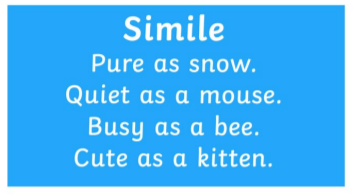 Simile
Pure as snow.
Quiet as a mouse.
Busy as a bee.
Cute as a kitten.